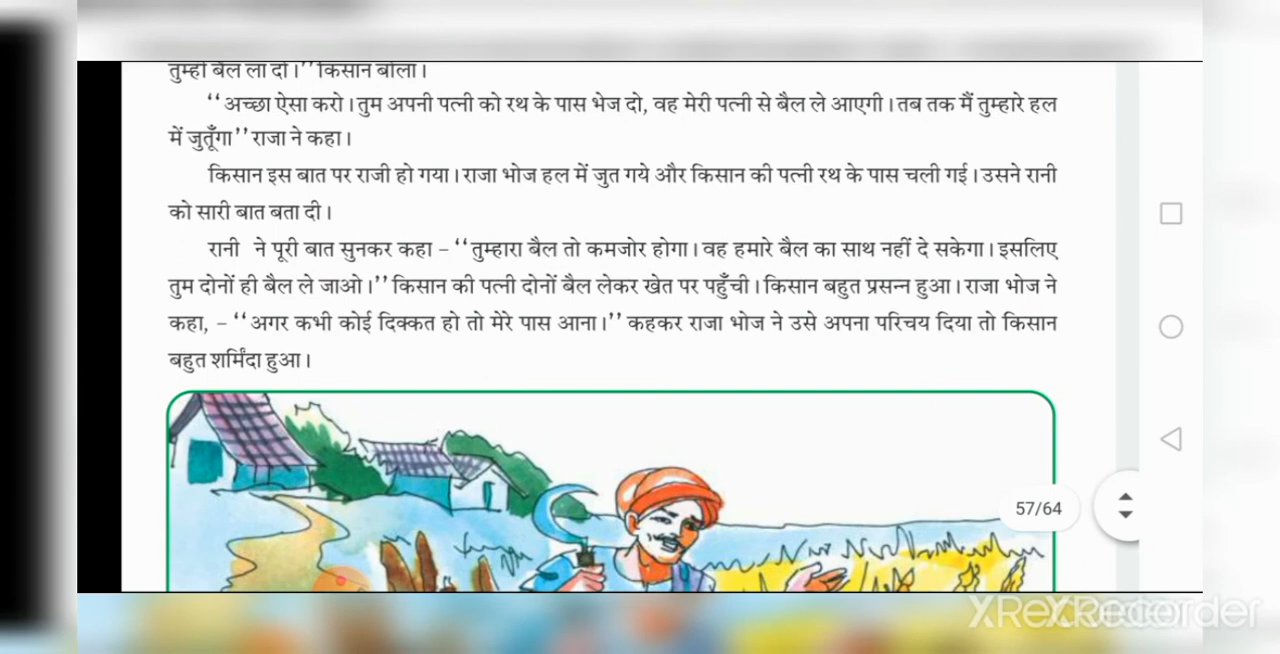 तुम्हीं बैल ला दो।’’ किसान बोला।
‘‘अच्छा ऐसा करो। तुम अपनी पत्नी को रथ के पास भेज दो, वह मेरी पत्नी से बैल ले आएगी। तब तक मैं तुम्हारे हल
में जुतूँगा’’ राजा ने कहा।
किसान इस बात पर राजी हो गया। राजा भोज हल में जुत गये और किसान की पत्नी रथ के पास चली गई। उसने रानी
को सारी बात बता दी।
रानी ने पूरी बात सुनकर कहा – ‘‘तुम्हारा बैल तो कमजोर होगा। वह हमारे बैल का साथ नहीं दे सकेगा। इसलिए
तुम दोनों ही बैल ले जाओ।’’ किसान की पत्नी दोनों बैल लेकर खेत पर पहुँची। किसान बहुत प्रसन्न हुआ। राजा भोज ने
कहा, – ‘‘अगर कभी कोई दिक्कत हो तो मेरे पास आना।’’ कहकर राजा भोज ने उसे अपना परिचय दिया तो किसान
बहुत शर्मिंदा हुआ।
57/64
XRecorder